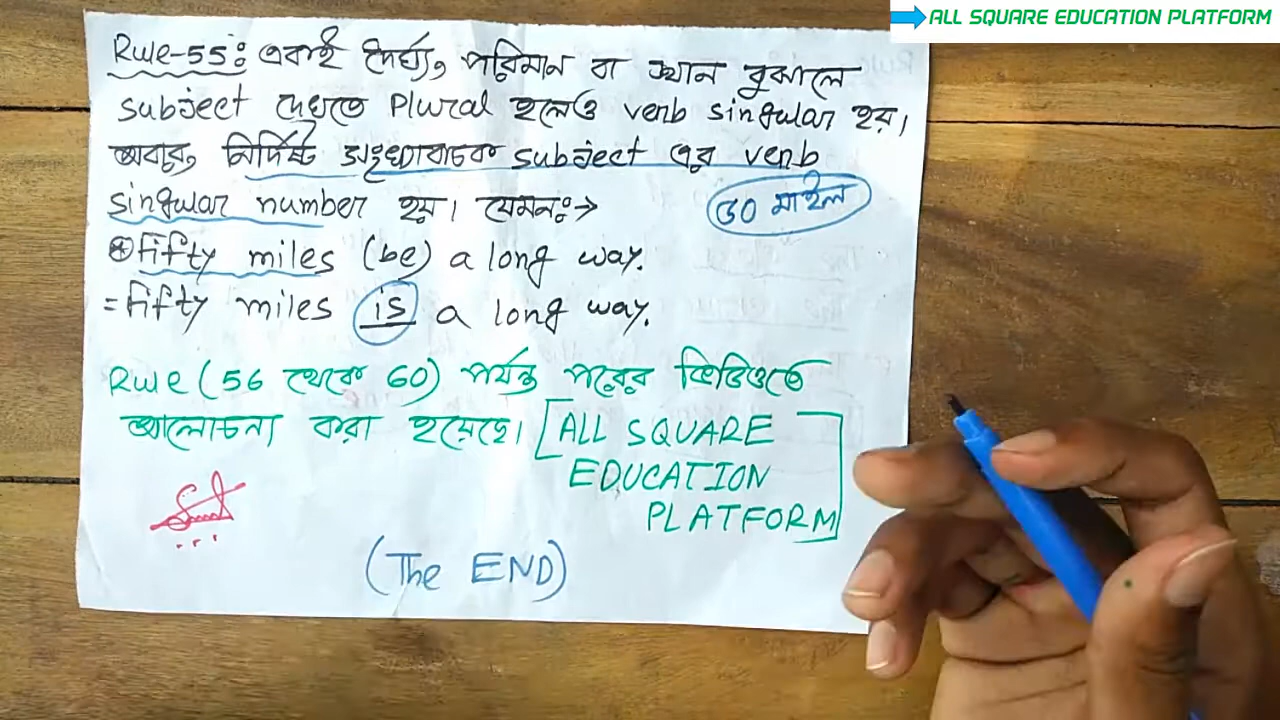 ALL SQUARE EDUCATION PLATFORM
Rule-55: একই দৈর্ঘ্য, পরিমান বা স্থান বুঝালে
subject দেখতে Plural হলেও verb singular হয়।
আবার, নির্দিষ্ট সংখ্যাবাচক subject এর verb
singular number হয়। যেমনঃ→
৫০ মাইল
Fifty miles (be) a long way.
= Fifty miles is a long way.
Rule (56 থেকে 60) পর্যন্ত পরের ভিডিওতে
আলোচনা করা হয়েছে। [ALL SQUARE
EDUCATION
PLATFORM]
(The END)